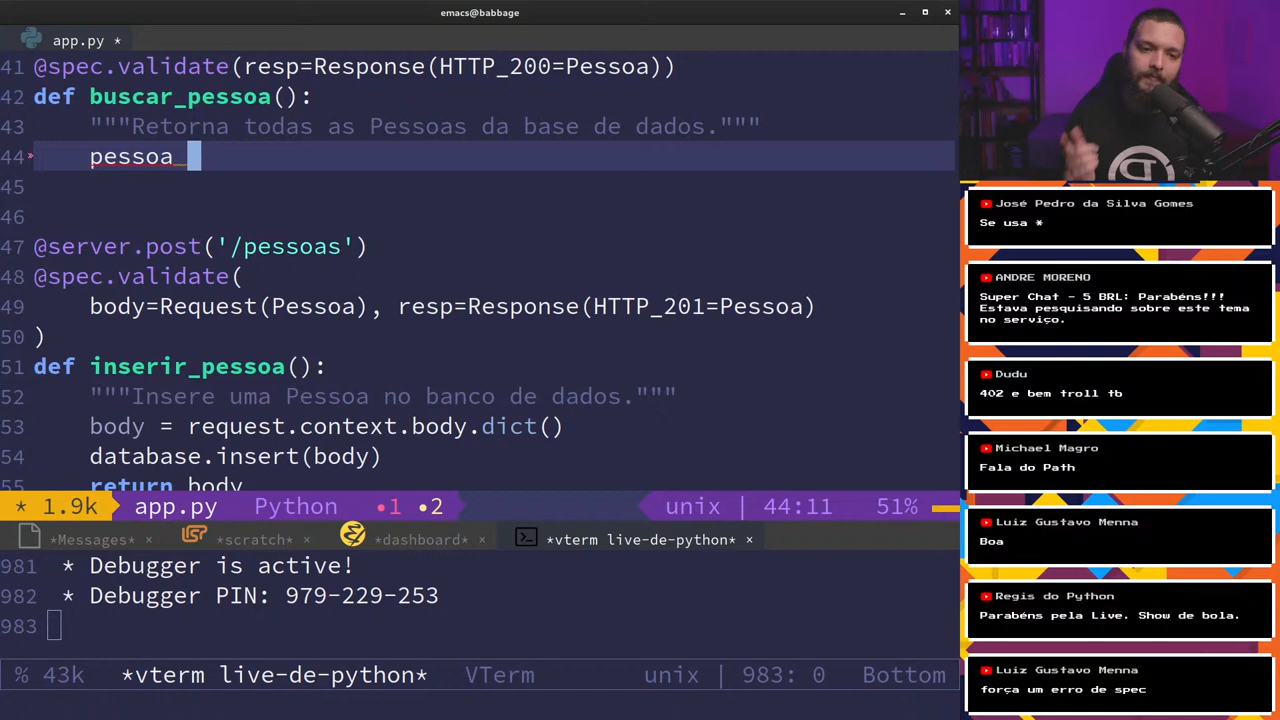 emacs@babbage
app.py *
41 @spec.validate(resp=Response(HTTP_200=Pessoa))
42 def buscar_pessoa():
43 """Retorna todas as Pessoas da base de dados."""
44 pessoa_
45
46
47 @server.post('/pessoas')
48 @spec.validate(
49 body=Request(Pessoa), resp=Response(HTTP_201=Pessoa)
50 )
51 def inserir_pessoa():
52 """Insere uma Pessoa no banco de dados."""
53 body = request.context.body.dict()
54 database.insert(body)
55 return body
* 1.9k app.py Python •1 •2 unix | 44:11 51%
*Messages* × *scratch* × *dashboard* × *vterm live-de-python* ×
981 * Debugger is active!
982 * Debugger PIN: 979-229-253
983
% 43k *vterm live-de-python* VTerm unix | 983: 0 Bottom
José Pedro da Silva Gomes
Se usa *
ANDRE MORENO
Super Chat - 5 BRL: Parabéns!!!
Estava pesquisando sobre este tema
no serviço.
Dudu
402 e bem troll tb
Michael Magro
Fala do Path
Luiz Gustavo Menna
Boa
Regis do Python
Parabéns pela Live. Show de bola.
Luiz Gustavo Menna
força um erro de spec